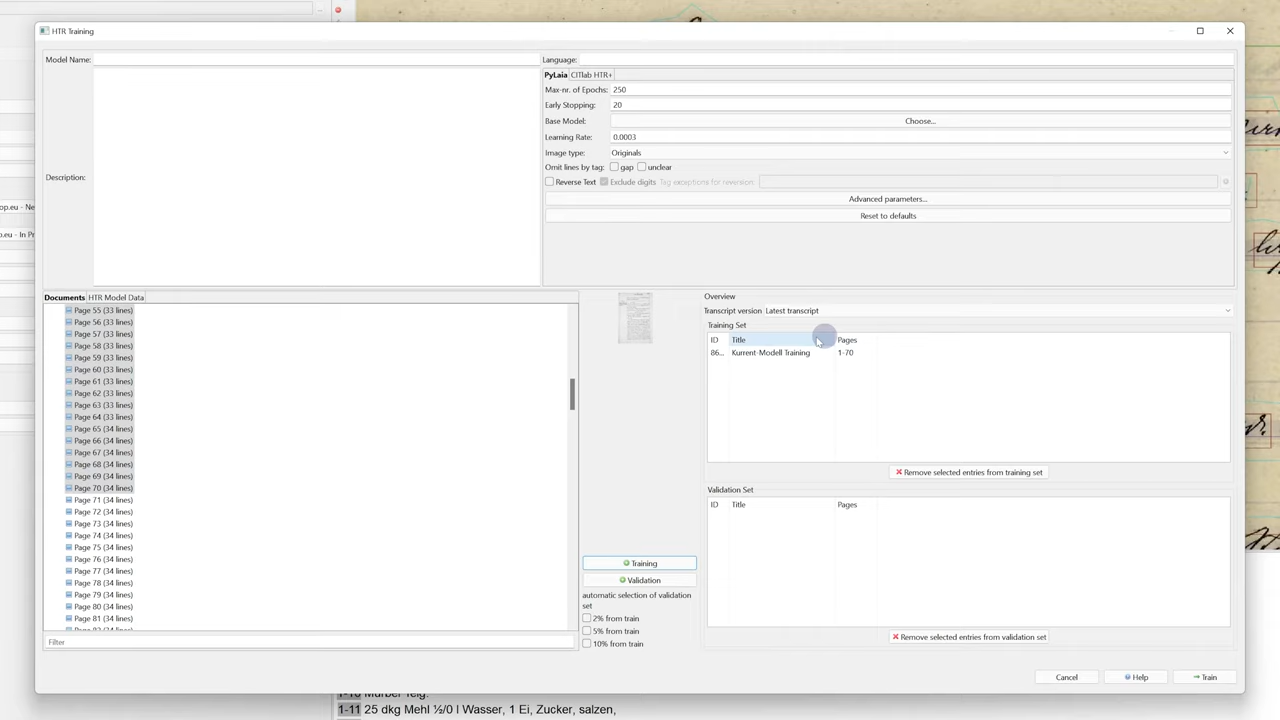 HTR Training
Model Name:
Language:
PyLaia CITlab HTR+
Max-nr. of Epochs: 250
Early Stopping: 20
Base Model: Choose...
Learning Rate: 0.0003
Image type: Originals
Omit lines by tag: gap unclear
Description:
Reverse Text Exclude digits Tag exceptions for reversion:
Advanced parameters...
Reset to defaults
op.eu - Ne
p.eu - In Pr
Documents HTR Model Data
Page 55 (33 lines)
Page 56 (33 lines)
Page 57 (33 lines)
Page 58 (33 lines)
Page 59 (33 lines)
Page 60 (33 lines)
Page 61 (33 lines)
Page 62 (33 lines)
Page 63 (33 lines)
Page 64 (33 lines)
Page 65 (34 lines)
Page 66 (34 lines)
Page 67 (34 lines)
Page 68 (34 lines)
Page 69 (34 lines)
Page 70 (34 lines)
Page 71 (34 lines)
Page 72 (34 lines)
Page 73 (34 lines)
Page 74 (34 lines)
Page 75 (34 lines)
Page 76 (34 lines)
Page 77 (34 lines)
Page 78 (34 lines)
Page 79 (34 lines)
Page 80 (34 lines)
Page 81 (34 lines)
Filter
Training
Validation
automatic selection of validation
set
2% from train
5% from train
10% from train
Overview
Transcript version Latest transcript
Training Set
ID Title Pages
86... Kurrent-Modell Training 1-70
Remove selected entries from training set
Validation Set
ID Title Pages
Remove selected entries from validation set
Cancel Help Train
1-11 25 dkg Mehl ½/0 l Wasser, 1 Ei, Zucker, salzen,